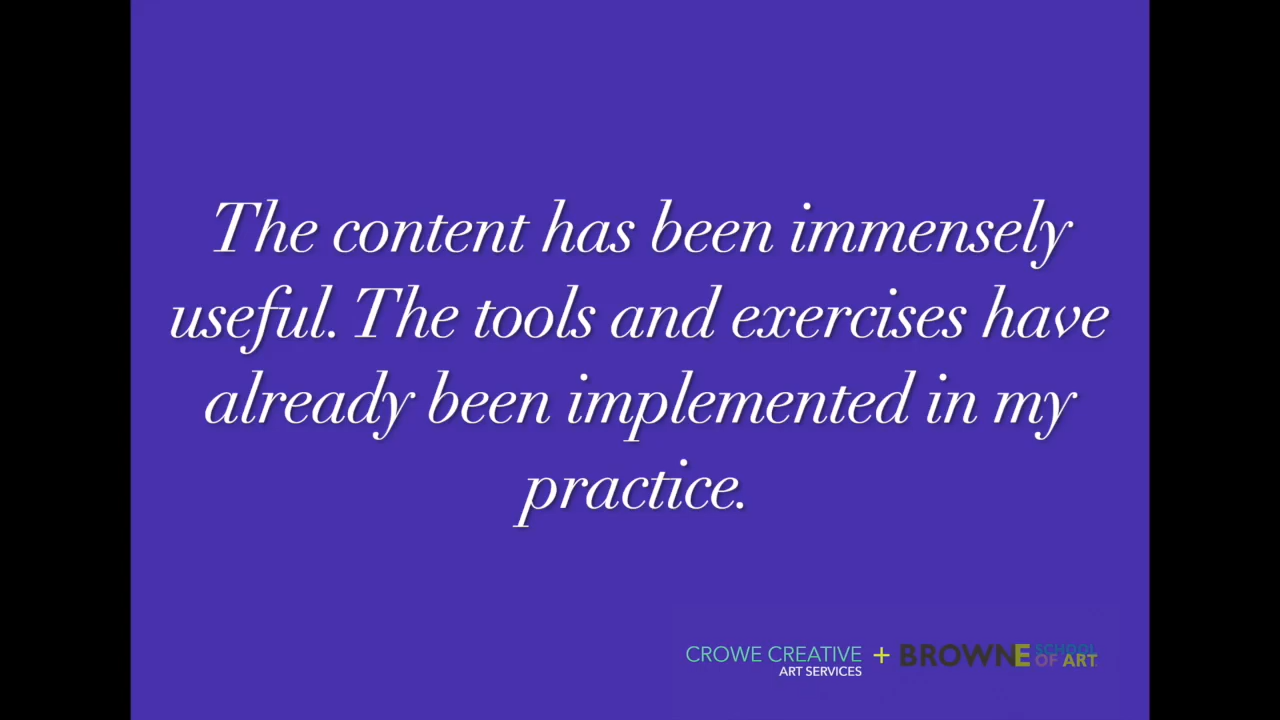 The content has been immensely
useful. The tools and exercises have
already been implemented in my
practice.
CROWE CREATIVE + BROWNE SCHOOL
ART SERVICES OF ART